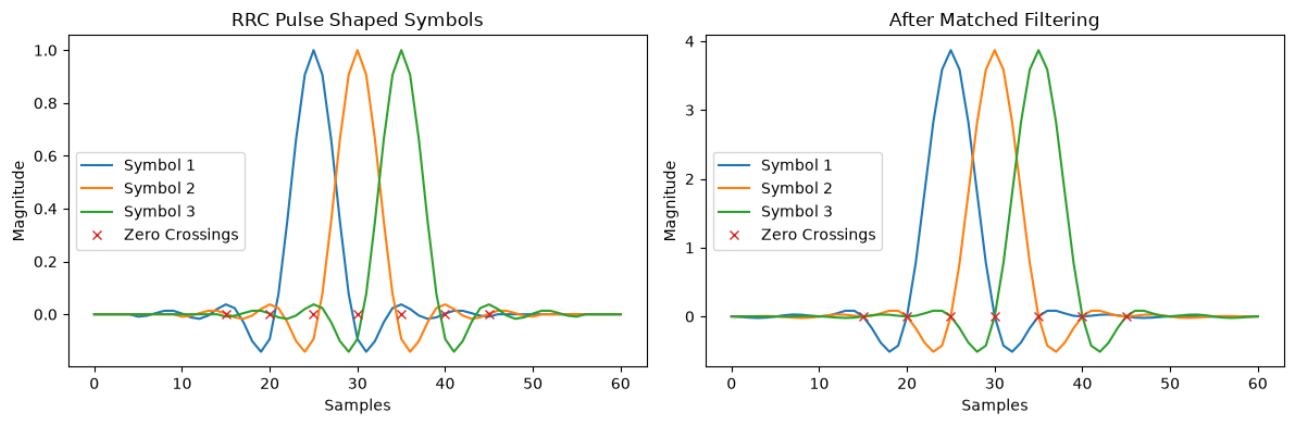 RRC Pulse Shaped Symbols
1.0
0.8
0.6
0.4
0.2
0.0
Magnitude
Symbol 1
Symbol 2
Symbol 3
Zero Crossings
0 10 20 30 40 50 60
Samples
After Matched Filtering
4
3
2
1
0
Magnitude
Symbol 1
Symbol 2
Symbol 3
Zero Crossings
0 10 20 30 40 50 60
Samples